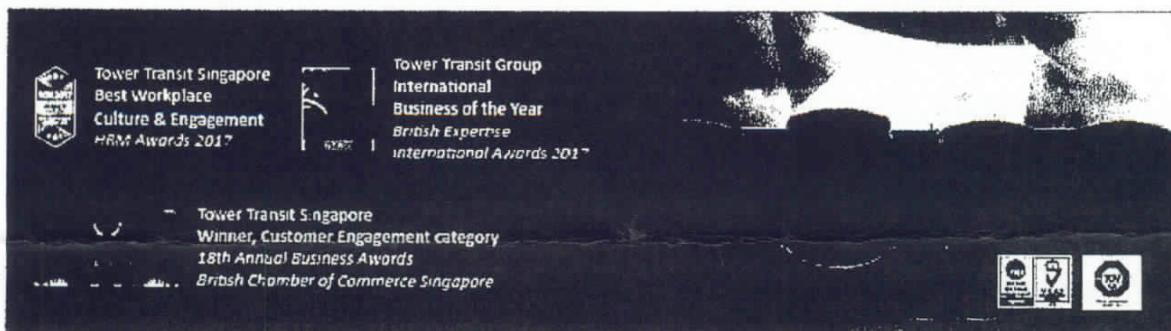 Tower Transit Singapore
Best Workplace
Culture & Engagement
HRM Awards 2017
Tower Transit Group
International
Business of the Year
British Expertise
International Awards 2017
Tower Transit Singapore
Winner, Customer Engagement category
18th Annual Business Awards
British Chamber of Commerce Singapore